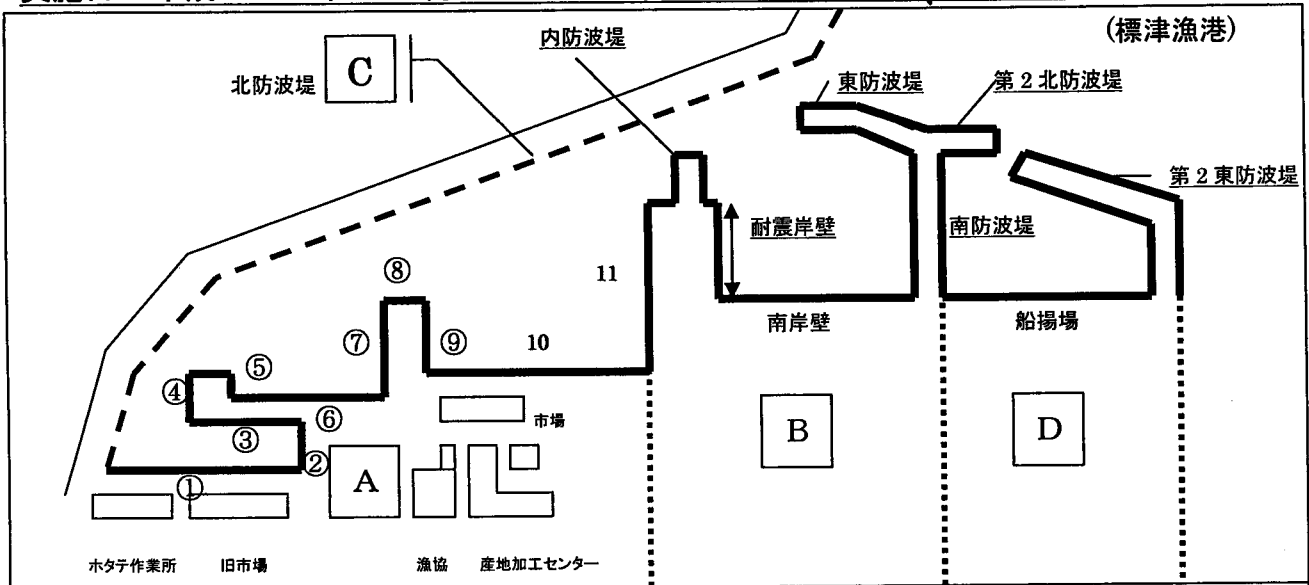 (標津漁港)
内防波堤
北防波堤
C
東防波堤
第2北防波堤
第2東防波堤
耐震岸壁
南防波堤
11
⑧
南岸壁
船揚場
⑦
⑨
10
⑤
④
⑥
市場
③
B
D
②
A
①
ホタテ作業所
旧市場
漁協
産地加工センター